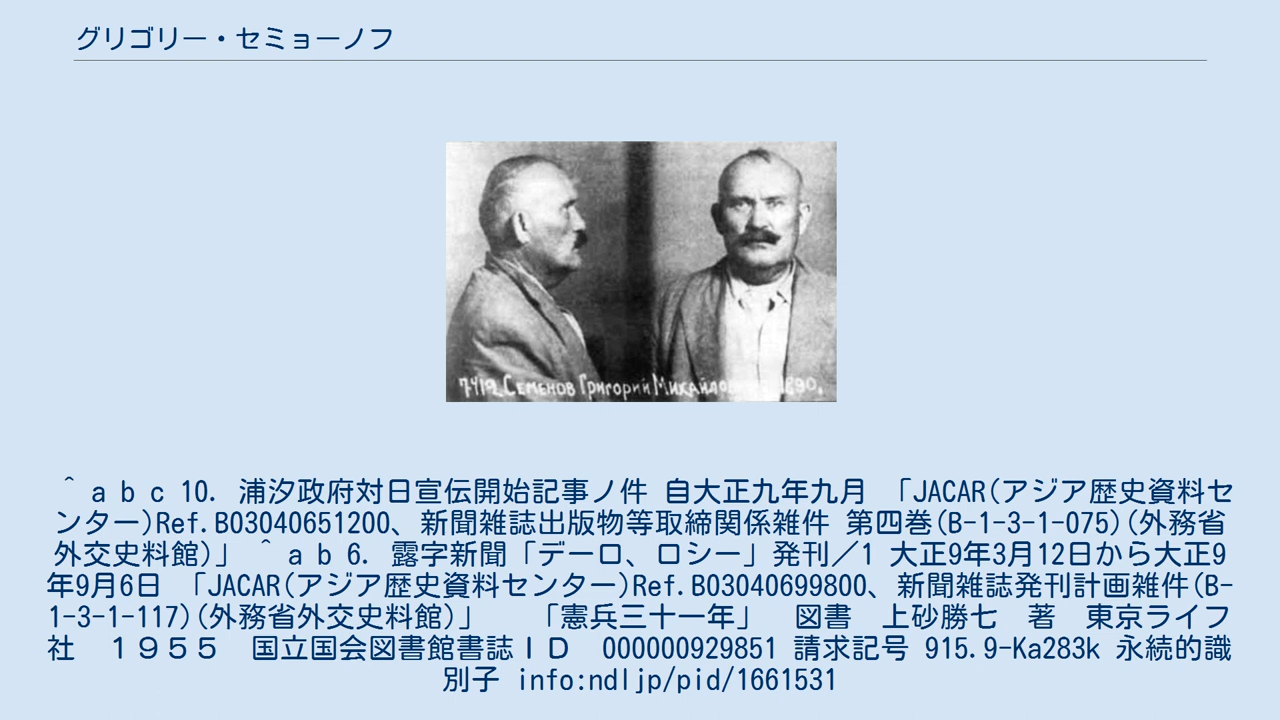 グリゴリー・セミョーノフ
7419 Семенов Григорий 1890.
^ a b c 10. 浦汐政府対日宣伝開始記事ノ件 自大正九年九月 「JACAR(アジア歴史資料セ
ンター)Ref.B03040651200、新聞雑誌出版物等取締関係雑件 第四巻(B-1-3-1-075)(外務省
外交史料館)」 ^ a b 6. 露字新聞「デーロ、ロシー」発刊／1 大正9年3月12日から大正9
年9月6日 「JACAR(アジア歴史資料センター)Ref.B03040699800、新聞雑誌発刊計画雑件(B-
1-3-1-117)(外務省外交史料館)」　　「憲兵三十一年」　図書　上砂勝七　著　東京ライフ
社　１９５５　国立国会図書館書誌ＩＤ　000000929851 請求記号 915.9-Ka283k 永続的識
別子 info:ndljp/pid/1661531